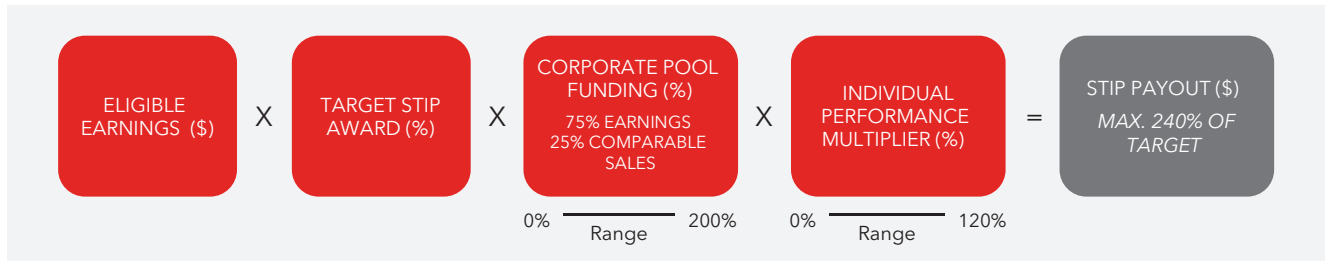 ELIGIBLE
EARNINGS ($)
X
TARGET STIP
AWARD (%)
X
CORPORATE POOL
FUNDING (%)
75% EARNINGS
25% COMPARABLE
SALES
X
INDIVIDUAL
PERFORMANCE
MULTIPLIER (%)
=
STIP PAYOUT ($)
MAX. 240% OF
TARGET
0% 200%
Range
0% 120%
Range